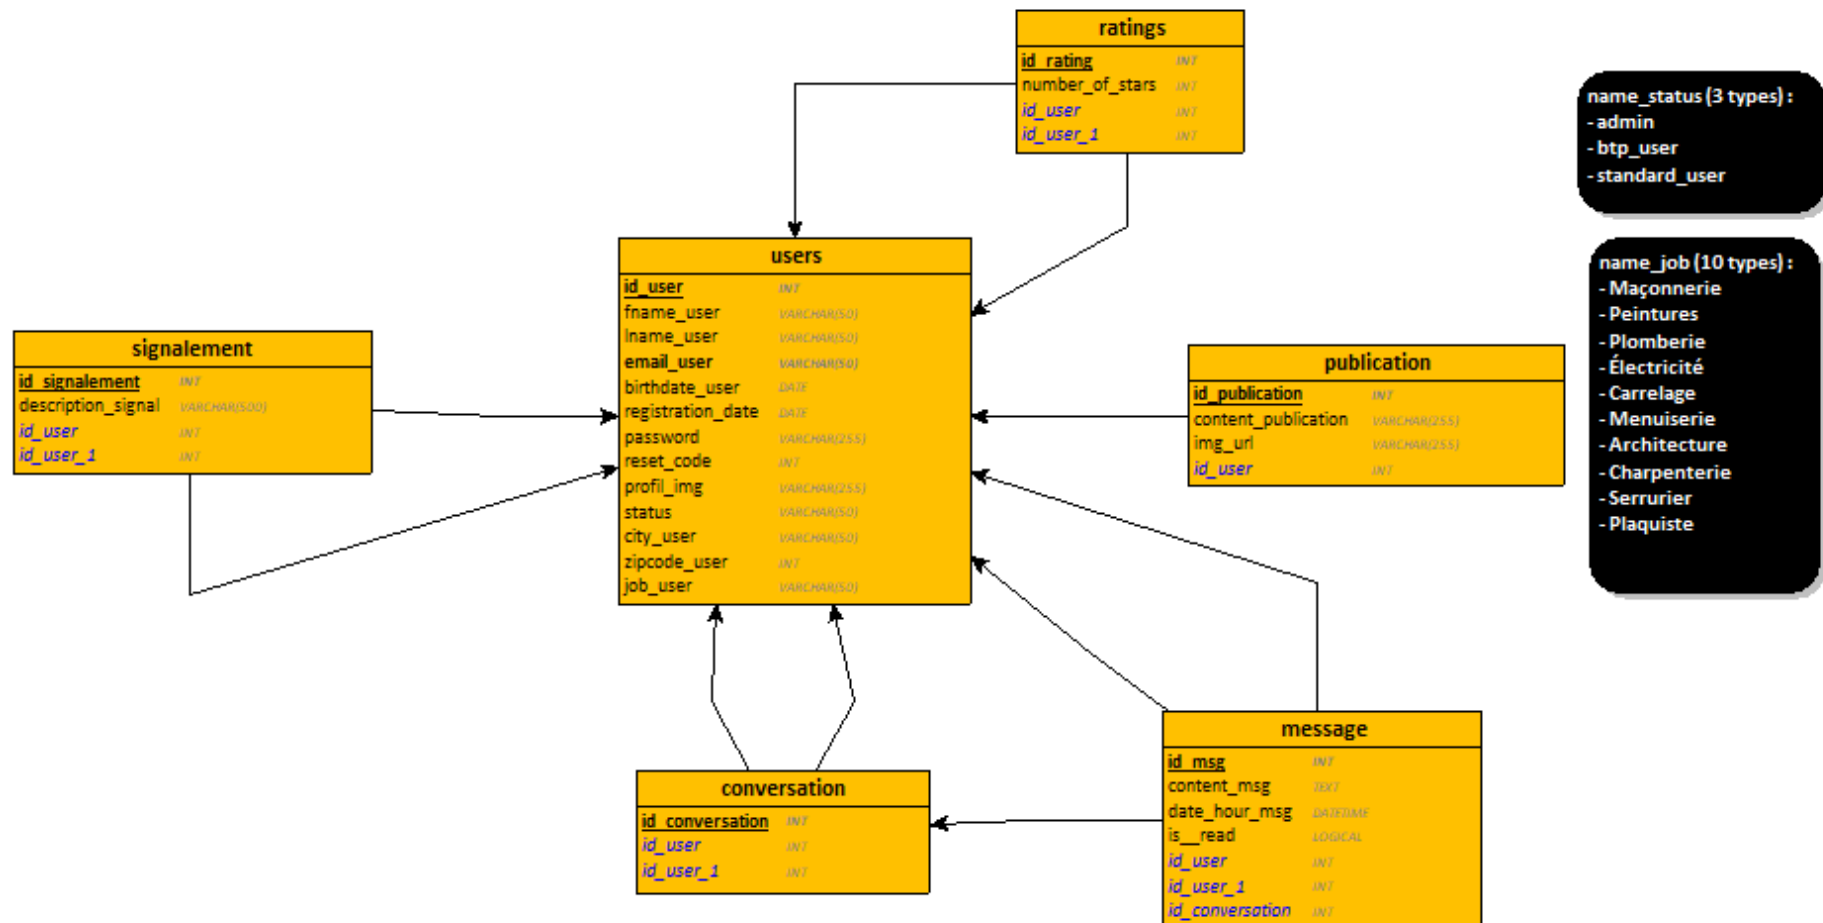 ratings
id_rating INT
number_of_stars INT
id_user INT
id_user_1 INT
name_status (3 types) :
- admin
- btp_user
- standard_user
users
id_user INT
fname_user VARCHAR(50)
lname_user VARCHAR(50)
email_user VARCHAR(50)
birthdate_user DATE
registration_date DATE
password VARCHAR(255)
reset_code INT
profil_img VARCHAR(255)
status VARCHAR(50)
city_user VARCHAR(50)
zipcode_user INT
job_user VARCHAR(50)
name_job (10 types) :
- Maçonnerie
- Peintures
- Plomberie
- Électricité
- Carrelage
- Menuiserie
- Architecture
- Charpenterie
- Serrurier
- Plaquiste
signalement
id_signalement INT
description_signal VARCHAR(500)
id_user INT
id_user_1 INT
publication
id_publication INT
content_publication VARCHAR(255)
img_url VARCHAR(255)
id_user INT
conversation
id_conversation INT
id_user INT
id_user_1 INT
message
id_msg INT
content_msg TEXT
date_hour_msg DATETIME
is__read LOGICAL
id_user INT
id_user_1 INT
id_conversation INT